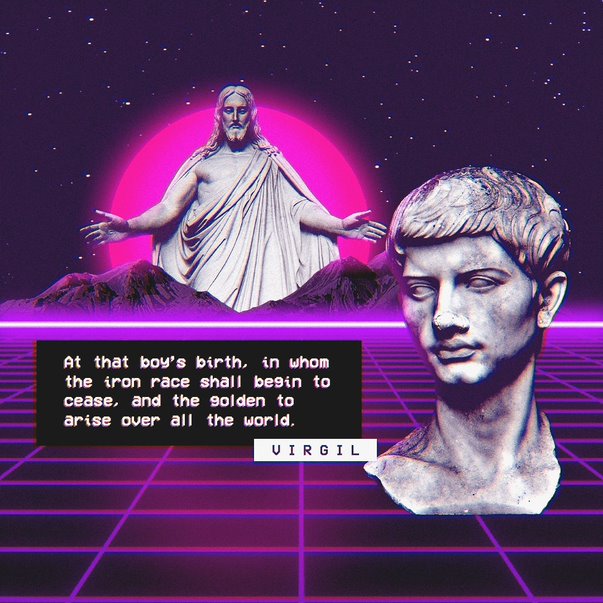 At that boy's birth, in whom
the iron race shall begin to
cease, and the golden to
arise over all the world.
VIRGIL